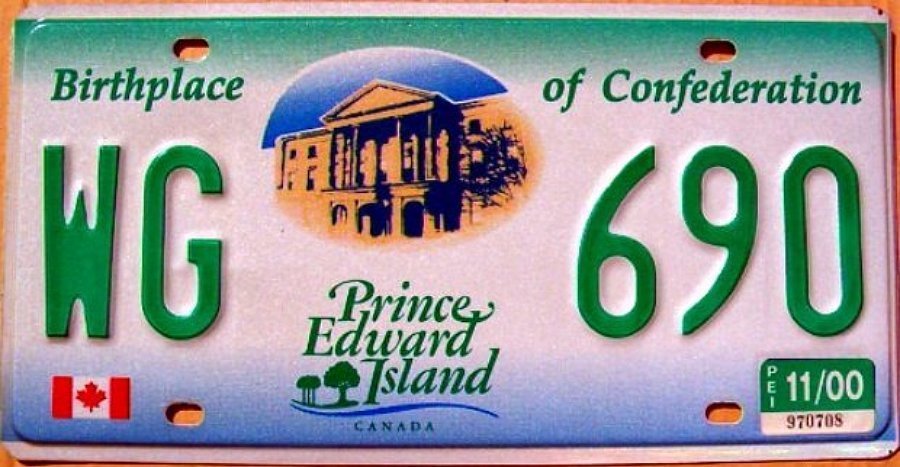 Birthplace of Confederation
WG 690
Prince
Edward
Island
CANADA
PEI 11/00
970708